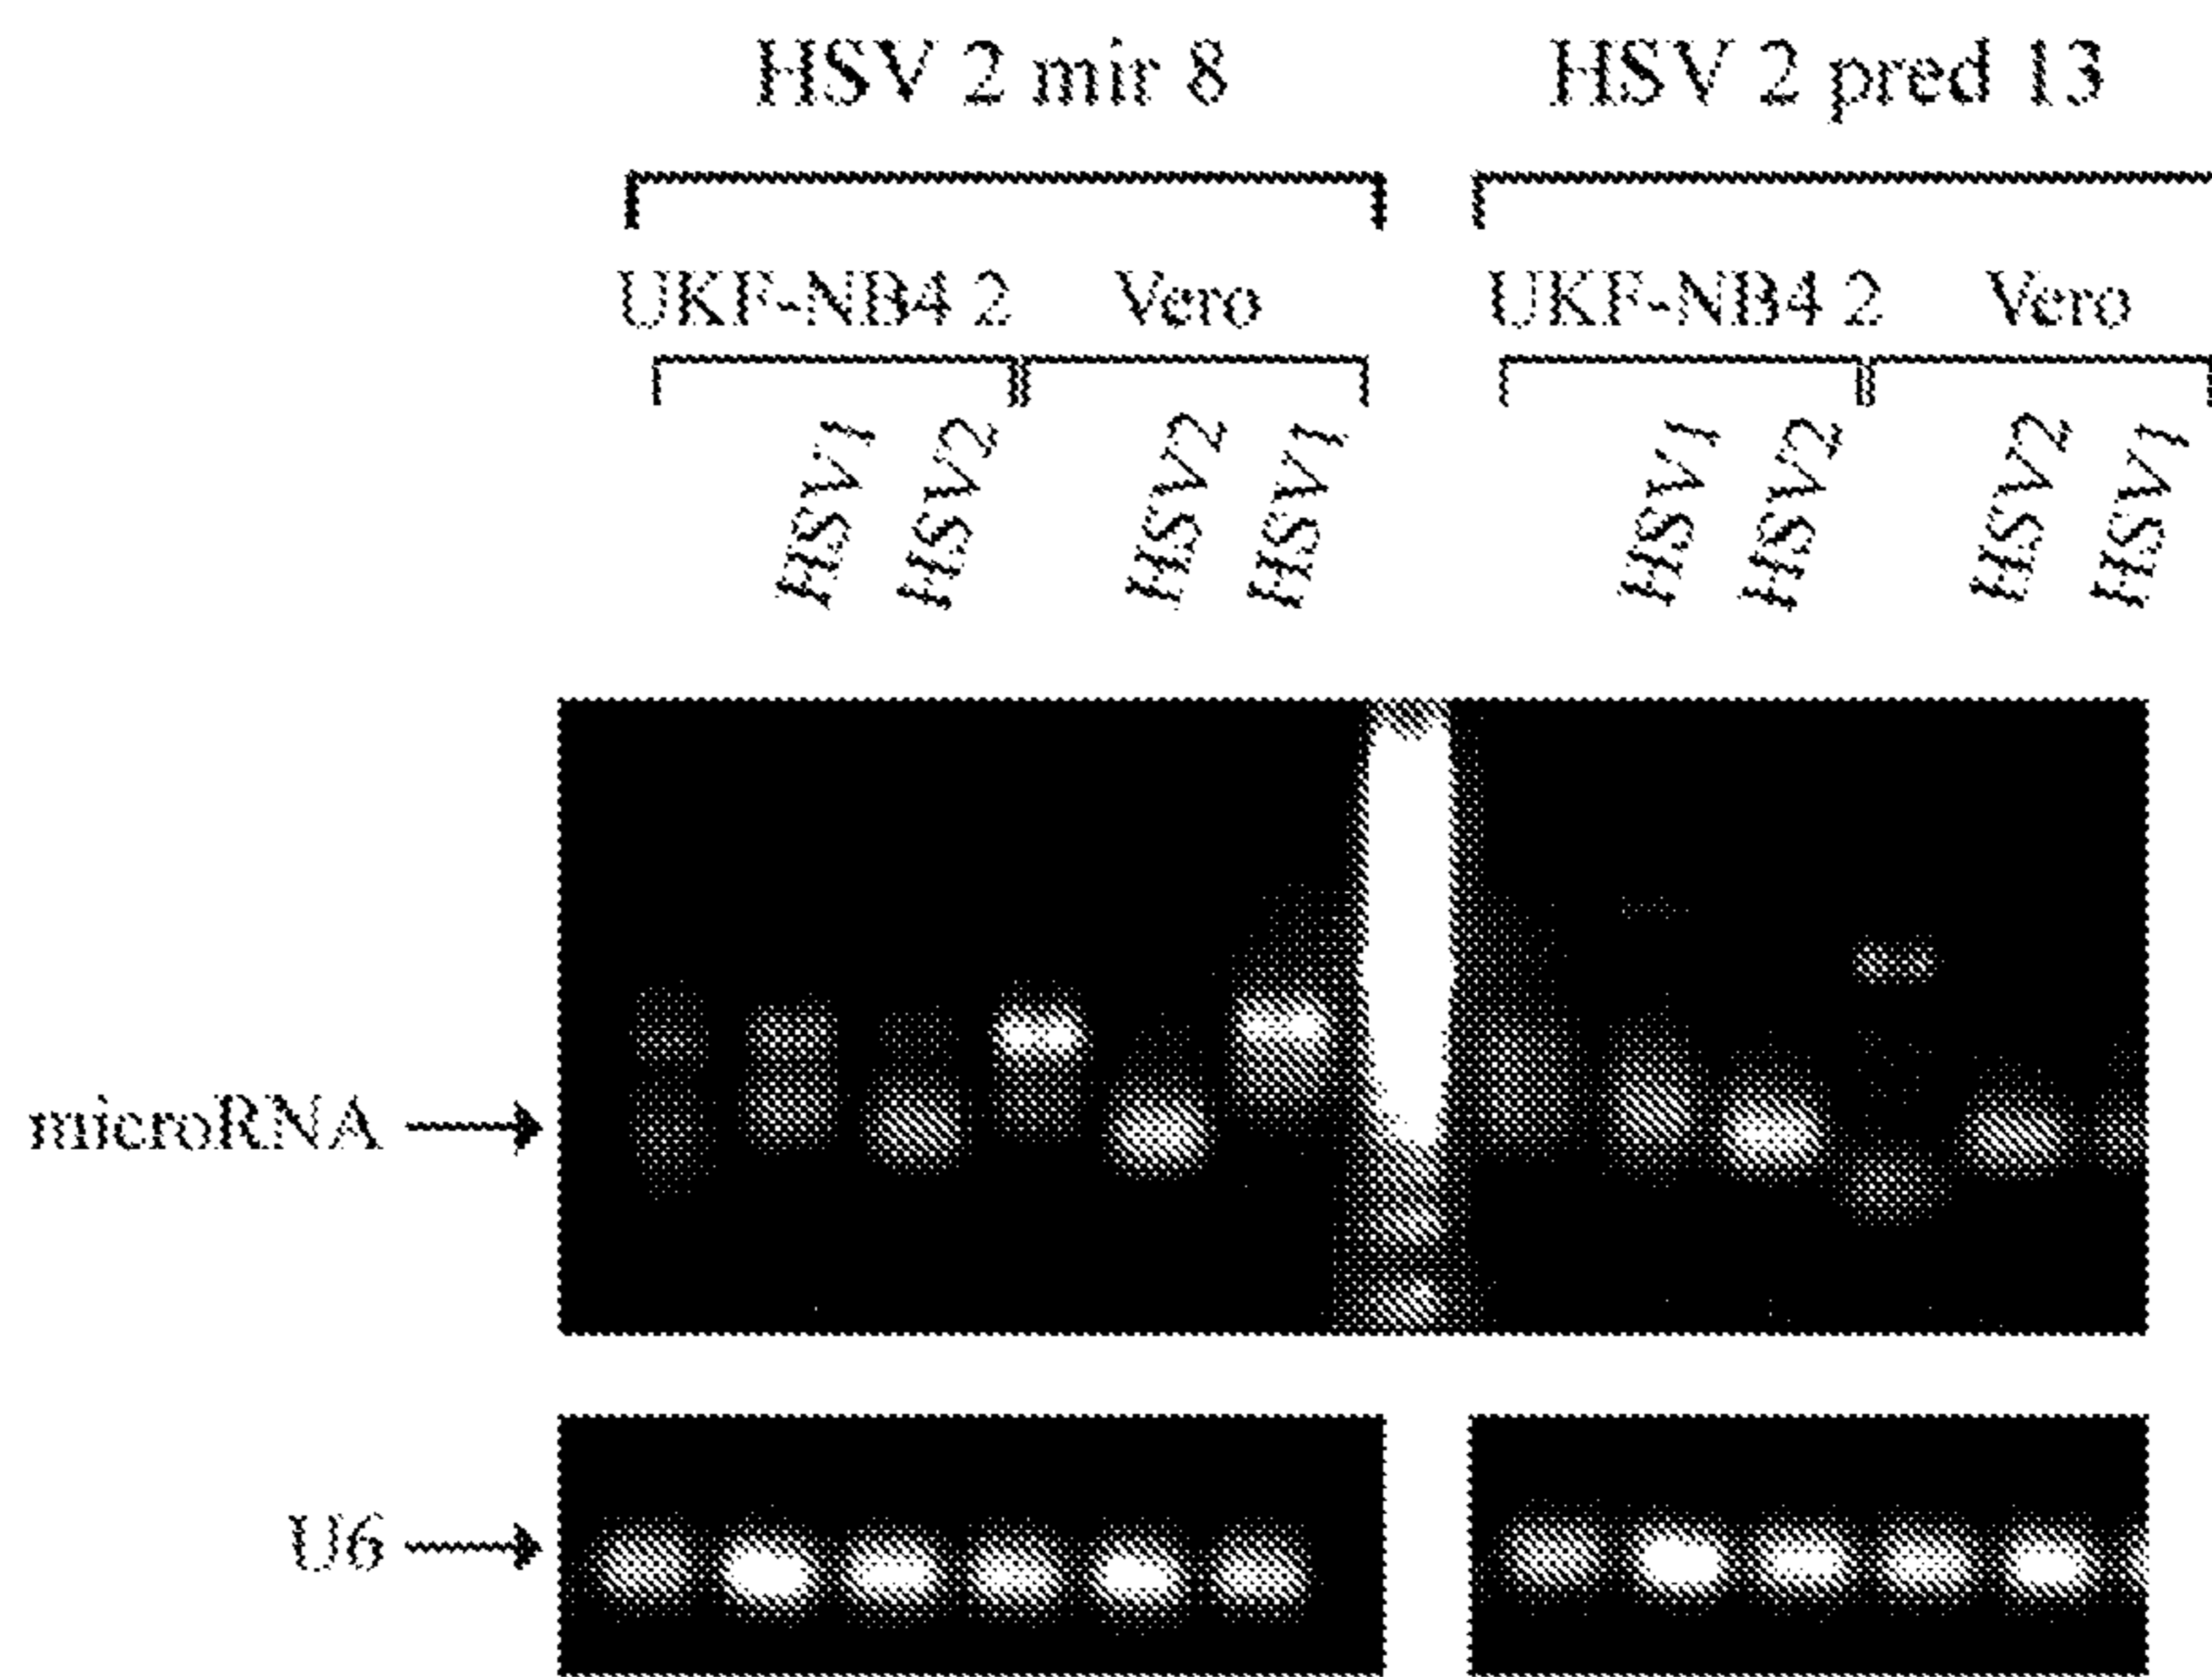 HSV 2 mir 8 HSV 2 pred 13
UKF-NB4 2 Vero UKF-NB4 2 Vero
HSV1 HSV2 HSV2 HSV1 HSV1 HSV2 HSV2 HSV1
microRNA
U6